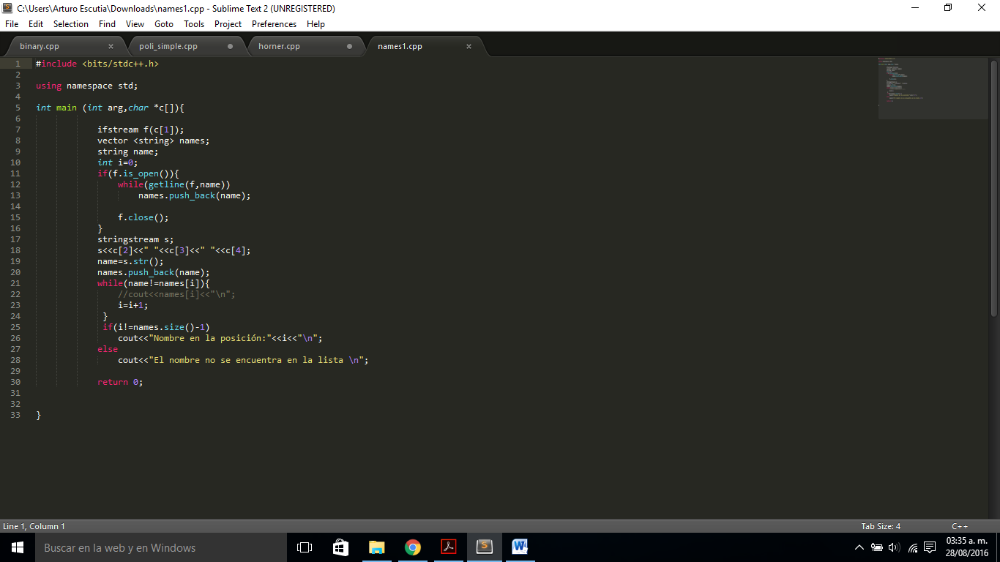 C:\Users\Arturo Escutia\Downloads\names1.cpp - Sublime Text 2 (UNREGISTERED)
File Edit Selection Find View Goto Tools Project Preferences Help
binary.cpp poli_simple.cpp horner.cpp names1.cpp
1 #include <bits/stdc++.h>
2
3 using namespace std;
4
5 int main (int arg,char *c[]){
6
7 ifstream f(c[1]);
8 vector <string> names;
9 string name;
10 int i=0;
11 if(f.is_open()){
12 while(getline(f,name))
13 names.push_back(name);
14
15 f.close();
16 }
17 stringstream s;
18 s<<c[2]<<" "<<c[3]<<" "<<c[4];
19 name=s.str();
20 names.push_back(name);
21 while(name!=names[i]){
22 //cout<<names[i]<<"\n";
23 i=i+1;
24 }
25 if(i!=names.size()-1)
26 cout<<"Nombre en la posición:"<<i<<"\n";
27 else
28 cout<<"El nombre no se encuentra en la lista \n";
29
30 return 0;
31
32
33 }
Line 1, Column 1 Tab Size: 4 C++
Buscar en la web y en Windows
03:35 a. m.
28/08/2016